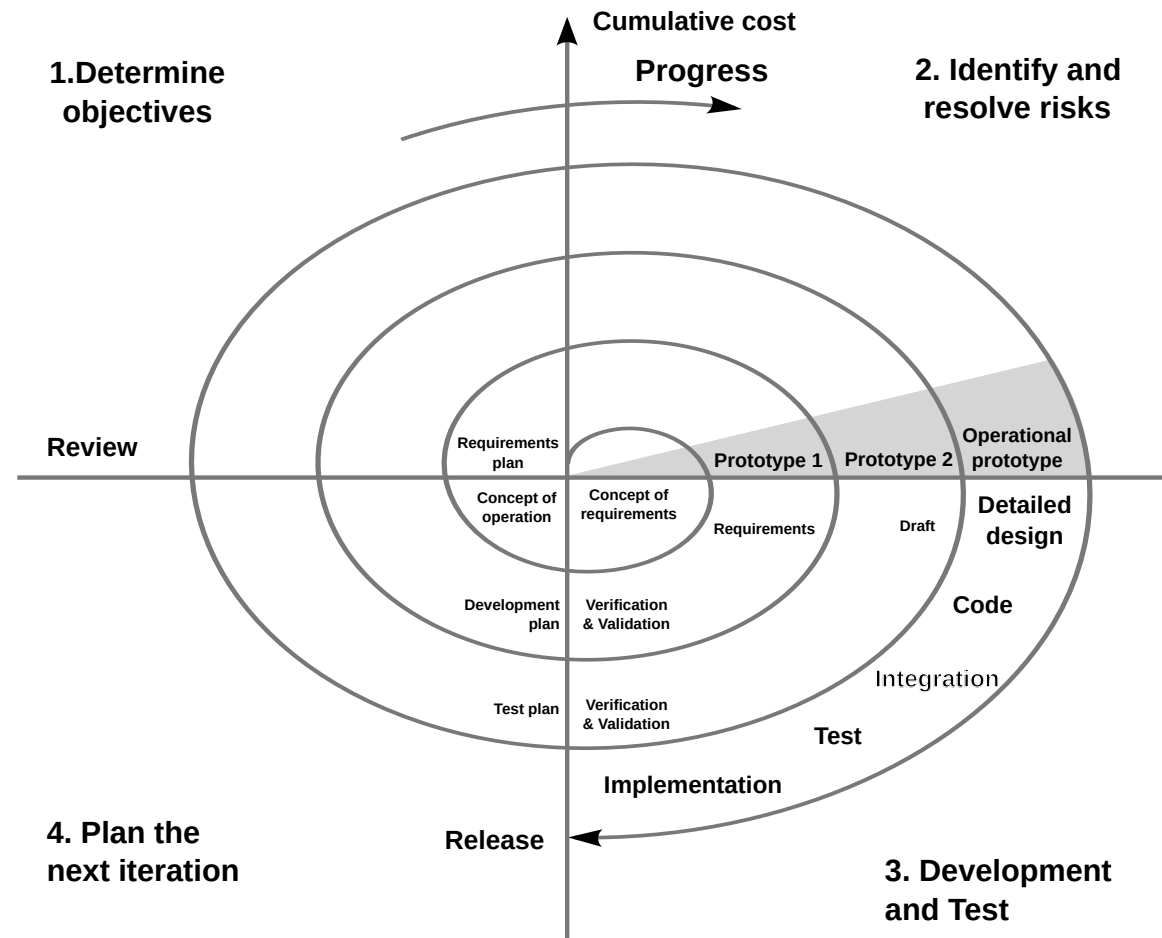 Cumulative cost
Progress
1.Determine
objectives
2. Identify and
resolve risks
Review
Requirements
plan
Prototype 1
Prototype 2
Operational
prototype
Concept of
operation
Concept of
requirements
Requirements
Draft
Detailed
design
Development
plan
Verification
& Validation
Code
Integration
Test plan
Verification
& Validation
Test
Implementation
Release
4. Plan the
next iteration
3. Development
and Test